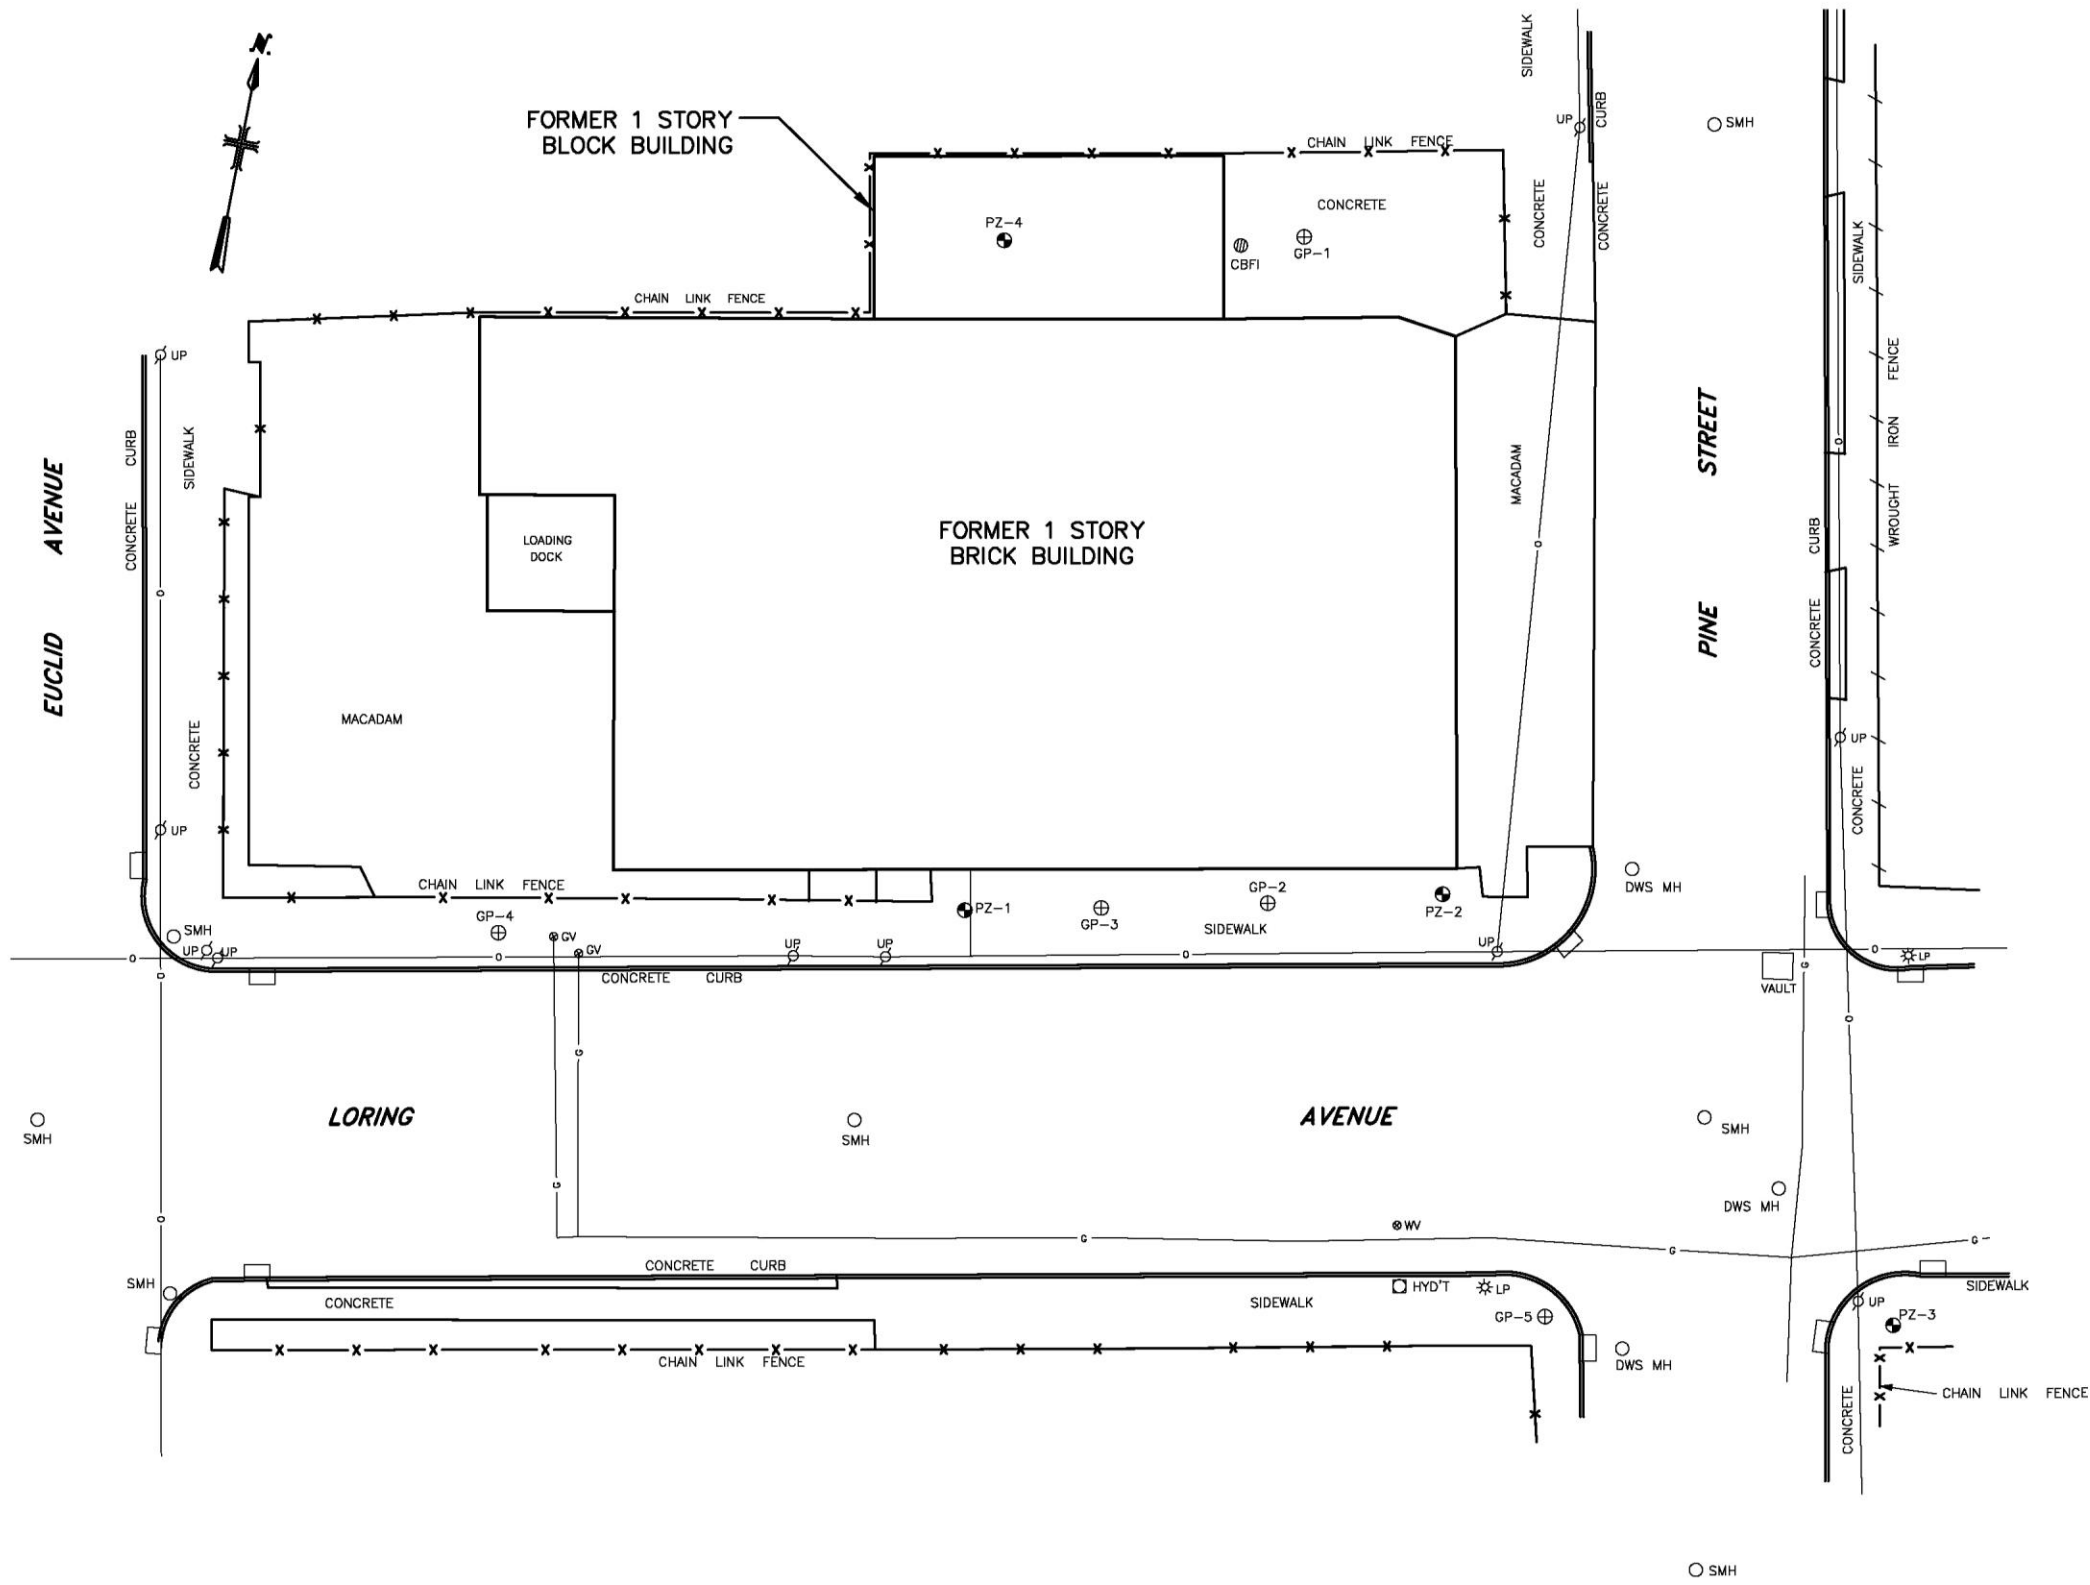 N.
FORMER 1 STORY
BLOCK BUILDING
CHAIN LINK FENCE
SIDEWALK
UP
CURB
SMH
CONCRETE
CONCRETE
CONCRETE
PZ-4
CBFI
GP-1
SIDEWALK
CHAIN LINK FENCE
UP
CONCRETE CURB
SIDEWALK
EUCLID AVENUE
O
CONCRETE
LOADING
DOCK
FORMER 1 STORY
BRICK BUILDING
MACADAM
MACADAM
O
PINE STREET
O
WROUGHT IRON FENCE
CONCRETE CURB
UP
CONCRETE
UP
CHAIN LINK FENCE
GP-4
SMH
UP
UP
GV
GV
UP
UP
PZ-1
GP-3
GP-2
SIDEWALK
PZ-2
UP
DWS MH
O
O
O
O
O
CONCRETE CURB
VAULT
G
LP
O
G
G
LORING AVENUE
SMH
SMH
SMH
DWS MH
WV
O
G
G
G
CONCRETE CURB
SMH
CONCRETE
SIDEWALK
HYD'T
LP
GP-5
UP
PZ-3
SIDEWALK
CHAIN LINK FENCE
DWS MH
CHAIN LINK FENCE
CONCRETE
SMH